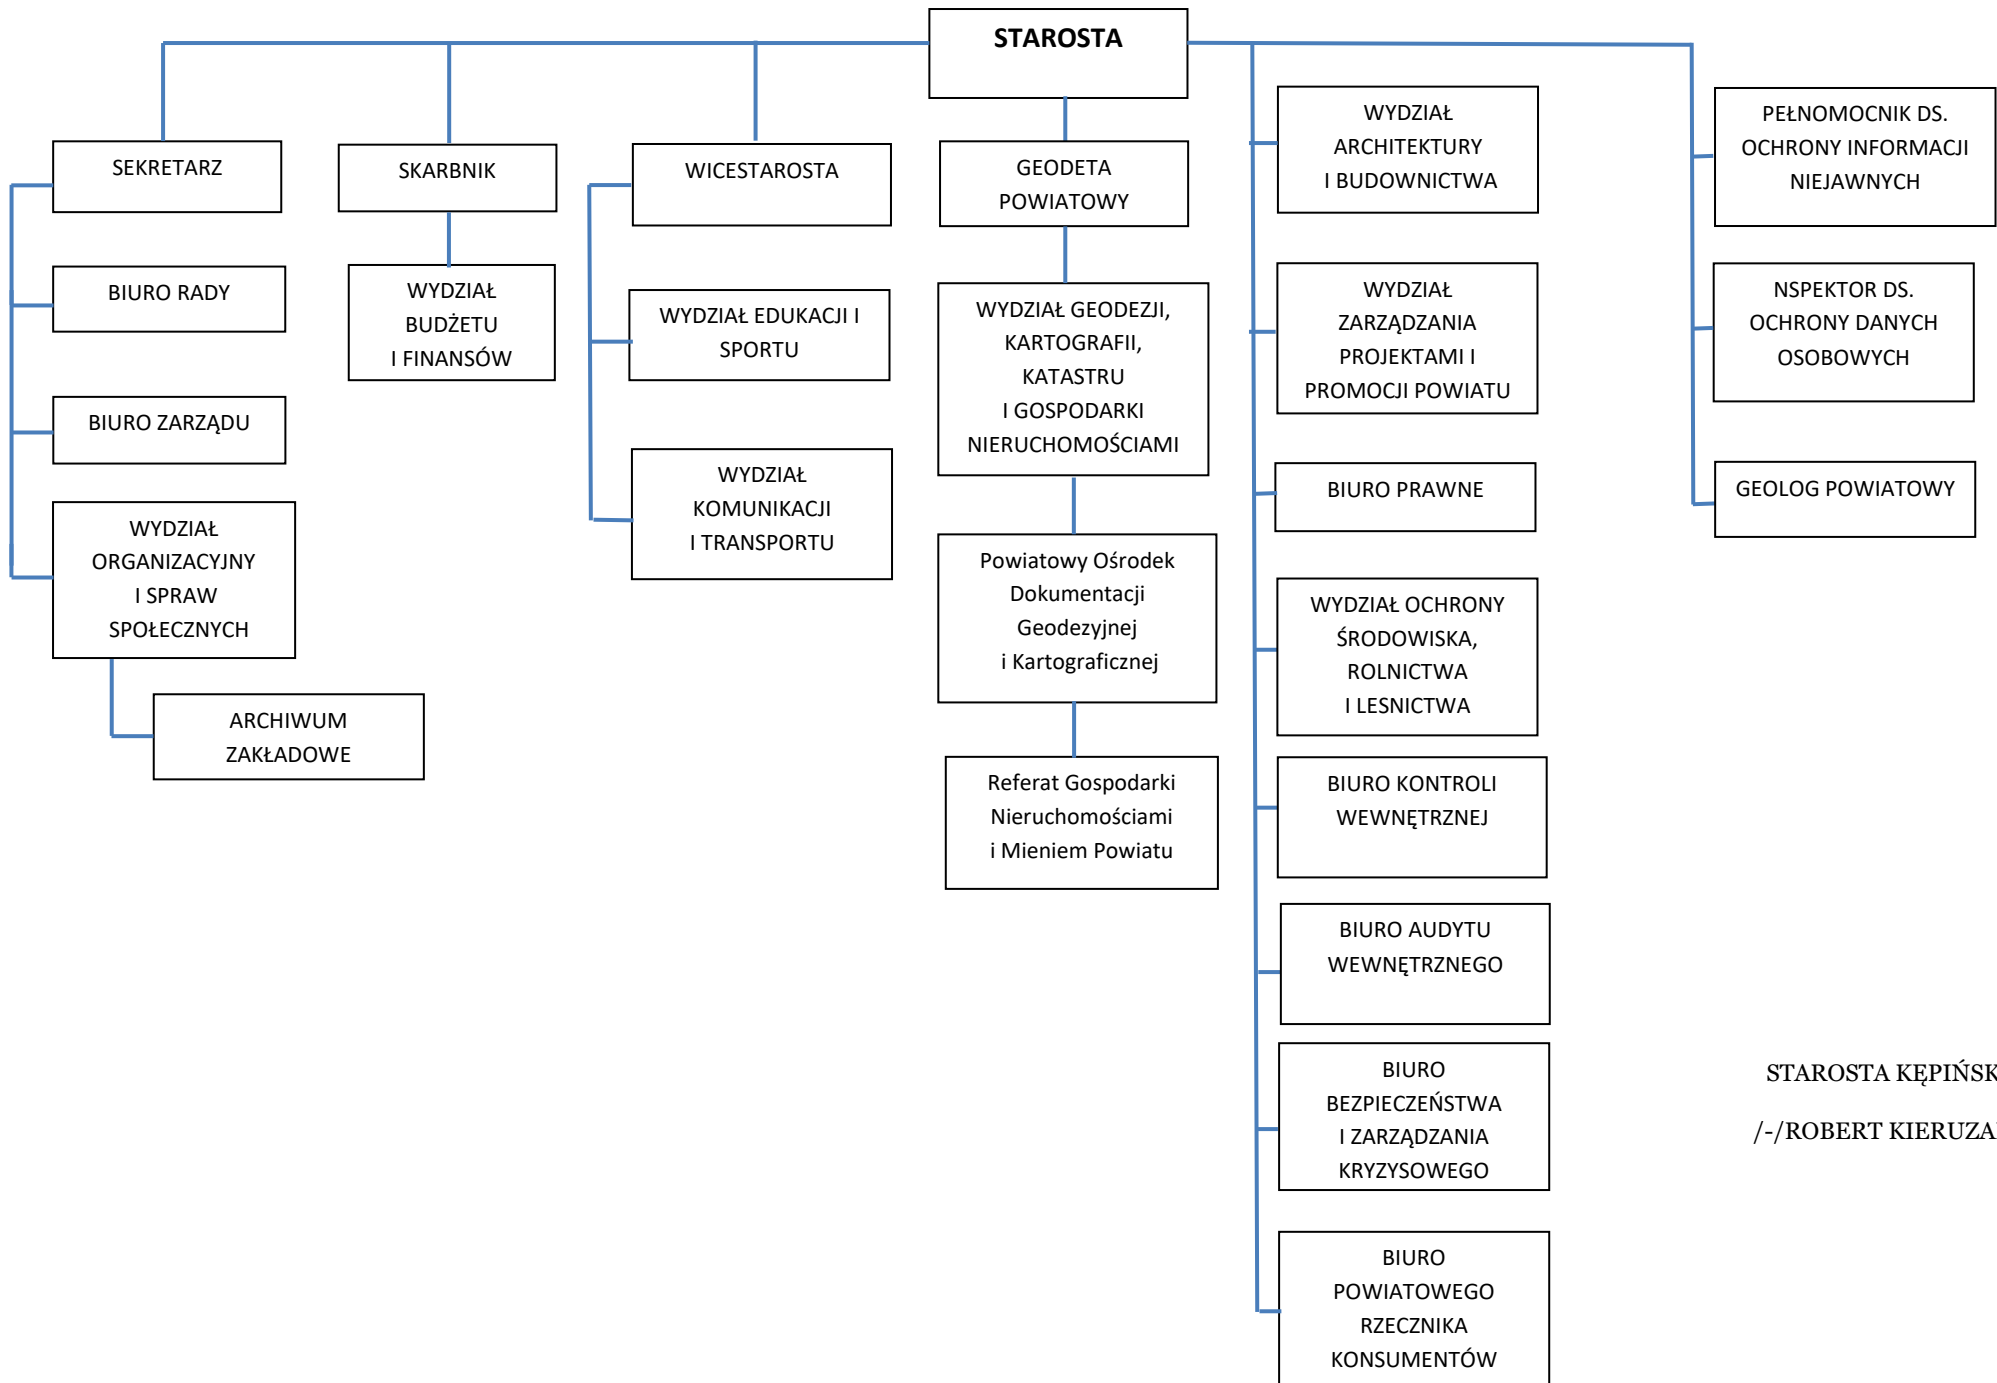 STAROSTA
SEKRETARZ
BIURO RADY
BIURO ZARZĄDU
WYDZIAŁ
ORGANIZACYJNY
I SPRAW
SPOŁECZNYCH
ARCHIWUM
ZAKŁADOWE
SKARBNIK
WYDZIAŁ
BUDŻETU
I FINANSÓW
WICESTAROSTA
WYDZIAŁ EDUKACJI I
SPORTU
WYDZIAŁ
KOMUNIKACJI
I TRANSPORTU
GEODETA
POWIATOWY
WYDZIAŁ GEODEZJI,
KARTOGRAFII,
KATASTRU
I GOSPODARKI
NIERUCHOMOŚCIAMI
Powiatowy Ośrodek
Dokumentacji
Geodezyjnej
i Kartograficznej
Referat Gospodarki
Nieruchomościami
i Mieniem Powiatu
WYDZIAŁ
ARCHITEKTURY
I BUDOWNICTWA
WYDZIAŁ
ZARZĄDZANIA
PROJEKTAMI I
PROMOCJI POWIATU
BIURO PRAWNE
WYDZIAŁ OCHRONY
ŚRODOWISKA,
ROLNICTWA
I LESNICTWA
BIURO KONTROLI
WEWNĘTRZNEJ
BIURO AUDYTU
WEWNĘTRZNEGO
BIURO
BEZPIECZEŃSTWA
I ZARZĄDZANIA
KRYZYSOWEGO
BIURO
POWIATOWEGO
RZECZNIKA
KONSUMENTÓW
PEŁNOMOCNIK DS.
OCHRONY INFORMACJI
NIEJAWNYCH
NSPEKTOR DS.
OCHRONY DANYCH
OSOBOWYCH
GEOLOG POWIATOWY
STAROSTA KĘPIŃSK
/-/ROBERT KIERUZA